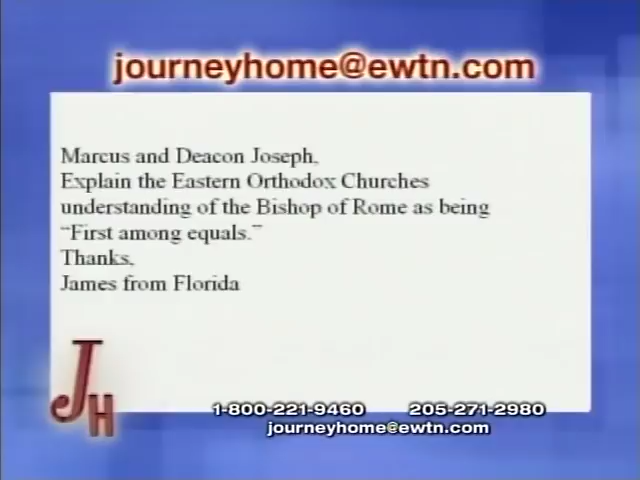 journeyhome@ewtn.com
Marcus and Deacon Joseph,
Explain the Eastern Orthodox Churches
understanding of the Bishop of Rome as being
“First among equals.”
Thanks,
James from Florida
JH
1-800-221-9460 205-271-2980
journeyhome@ewtn.com